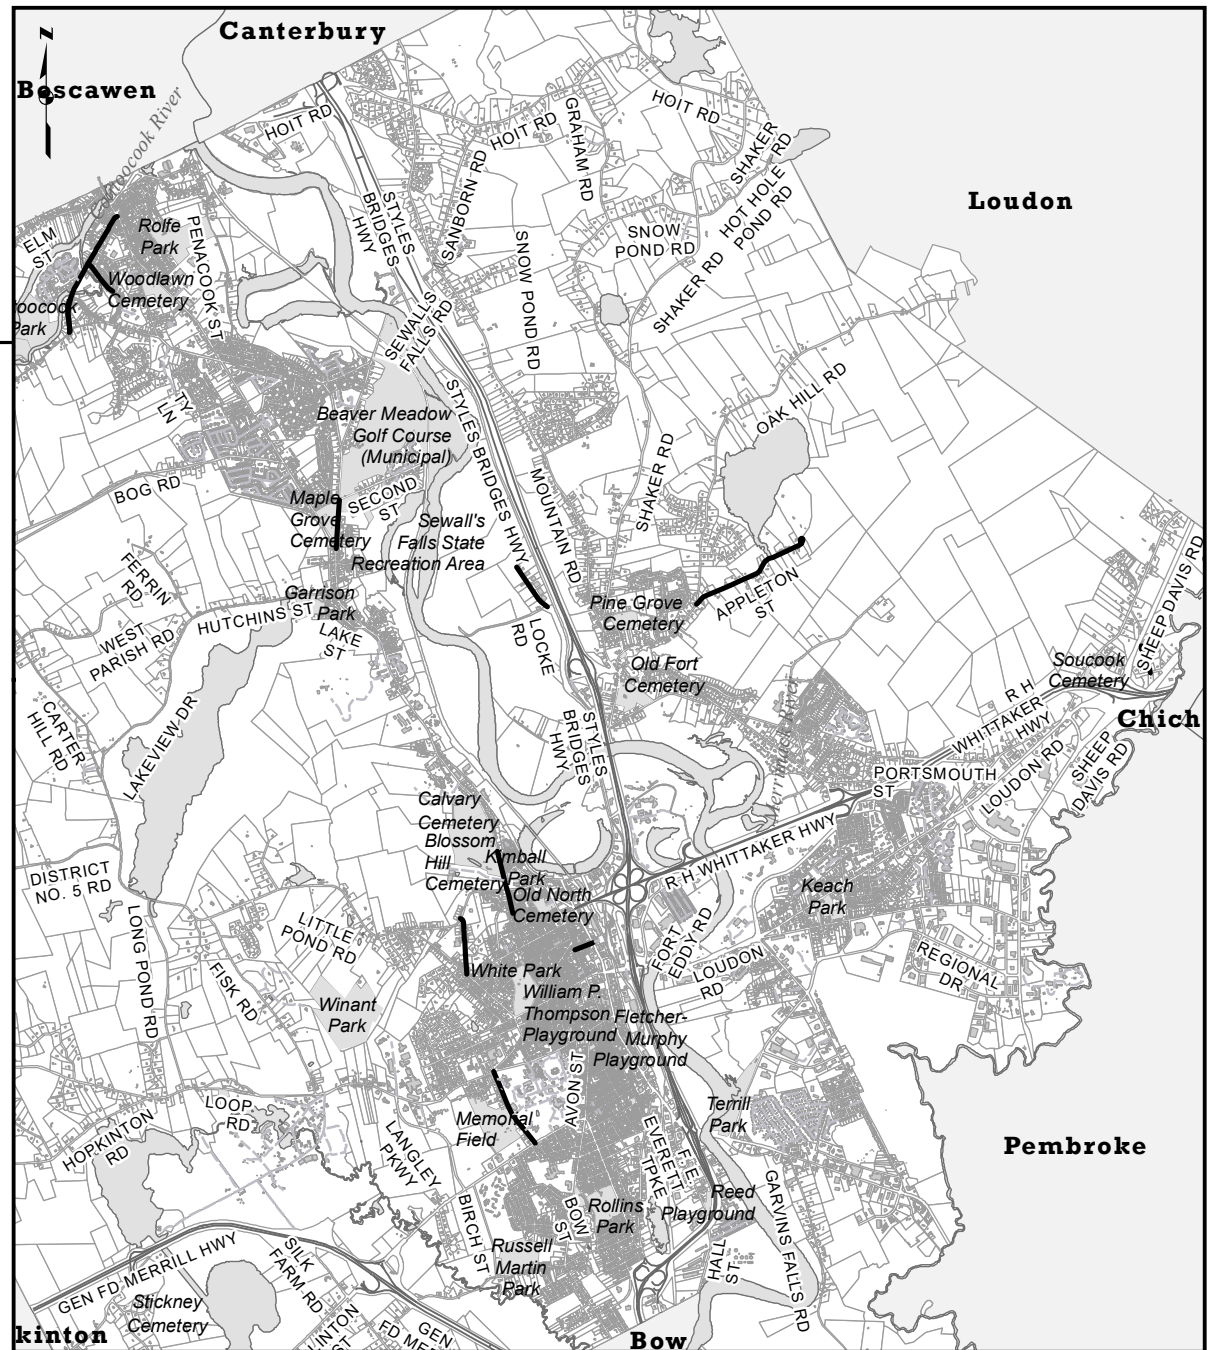 Canterbury
N
Boscawen
HOIT RD
HOIT RD
GRAHAM RD
HOIT RD
SHAKER
RD
HOT HOLE
POND RD
Loudon
ELM
ST
Rolfe
Park
PENACOOK ST
Woodlawn
Cemetery
Park
STYLES
BRIDGES
HWY
SANBORN RD
SNOW
POND RD
SNOW POND RD
SHAKER RD
SEWALLS
FALLS RD
OAK HILL RD
TY
LN
Beaver Meadow
Golf Course
(Municipal)
STYLES BRIDGES HWY
SHAKER RD
BOG RD
Maple
Grove
Cemetery
SECOND
ST
MOUNTAIN RD
Sewall's
Falls State
Recreation Area
FERRIN
RD
Garrison
Park
Pine Grove
Cemetery
APPLETON
ST
SHEEP DAVIS RD
HUTCHINS ST
WEST
PARISH RD
LAKE
ST
LOCKE
RD
Old Fort
Cemetery
Soucook
Cemetery
CARTER
HILL RD
LAKEVIEW DR
STYLES
BRIDGES
HWY
Merrimack River
R H
WHITTAKER
HWY
Chich
PORTSMOUTH
ST
LOUDON RD
SHEEP
DAVIS RD
Calvary
Cemetery
Blossom
Hill
Cemetery
Kimball
Park
Old North
Cemetery
R H WHITTAKER HWY
DISTRICT
NO. 5 RD
Keach
Park
LONG POND RD
LITTLE
POND RD
FISK RD
FORT
EDDY RD
LOUDON
RD
REGIONAL
DR
White Park
Winant
Park
William P.
Thompson
Playground
Fletcher-
Murphy
Playground
AVON ST
LOOP
RD
HOPKINTON
RD
LANGLEY
PKWY
Memorial
Field
Terrill
Park
EVERETT
TPKE
F.E.
Pembroke
BIRCH ST
BOW
ST
Rollins
Park
Reed
Playground
GARVINS FALLS RD
Russell
Martin
Park
HALL
ST
GEN FD MERRILL HWY
SILK
FARM RD
Stickney
Cemetery
GEN
kinton
Bow